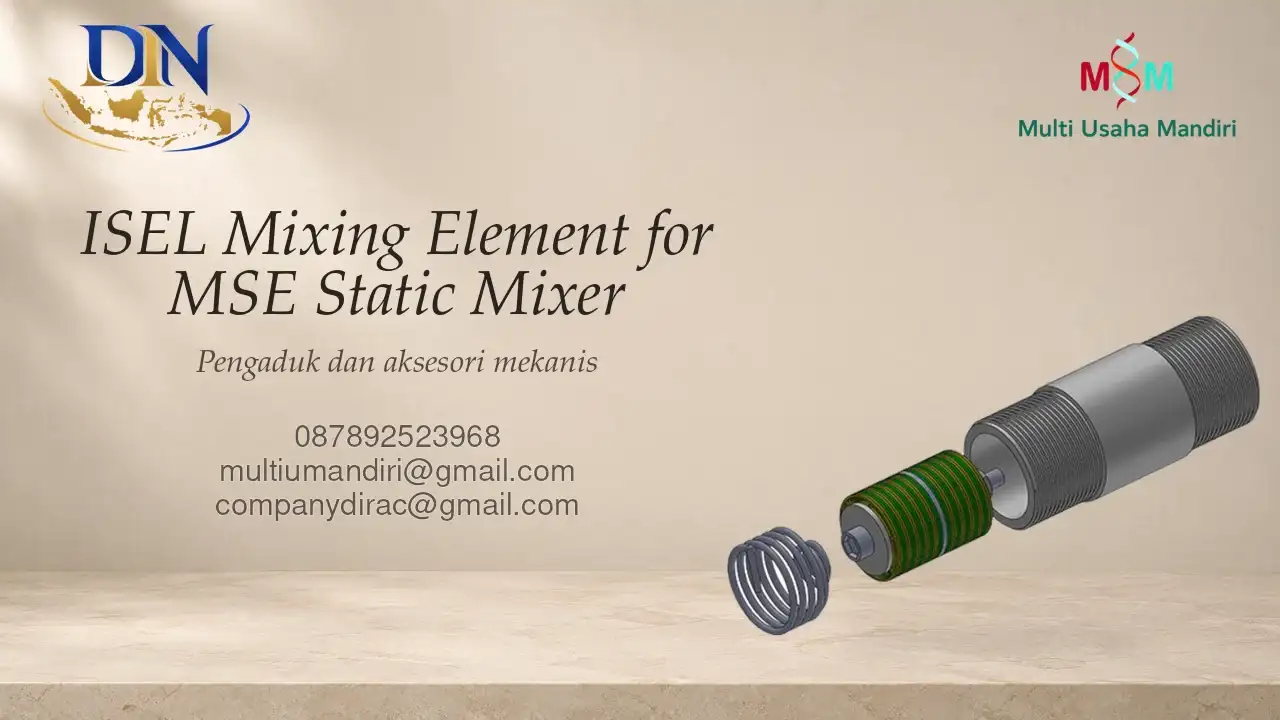 DIN
MSM
Multi Usaha Mandiri
ISEL Mixing Element for
MSE Static Mixer
Pengaduk dan aksesori mekanis
087892523968
multiumandiri@gmail.com
companydirac@gmail.com